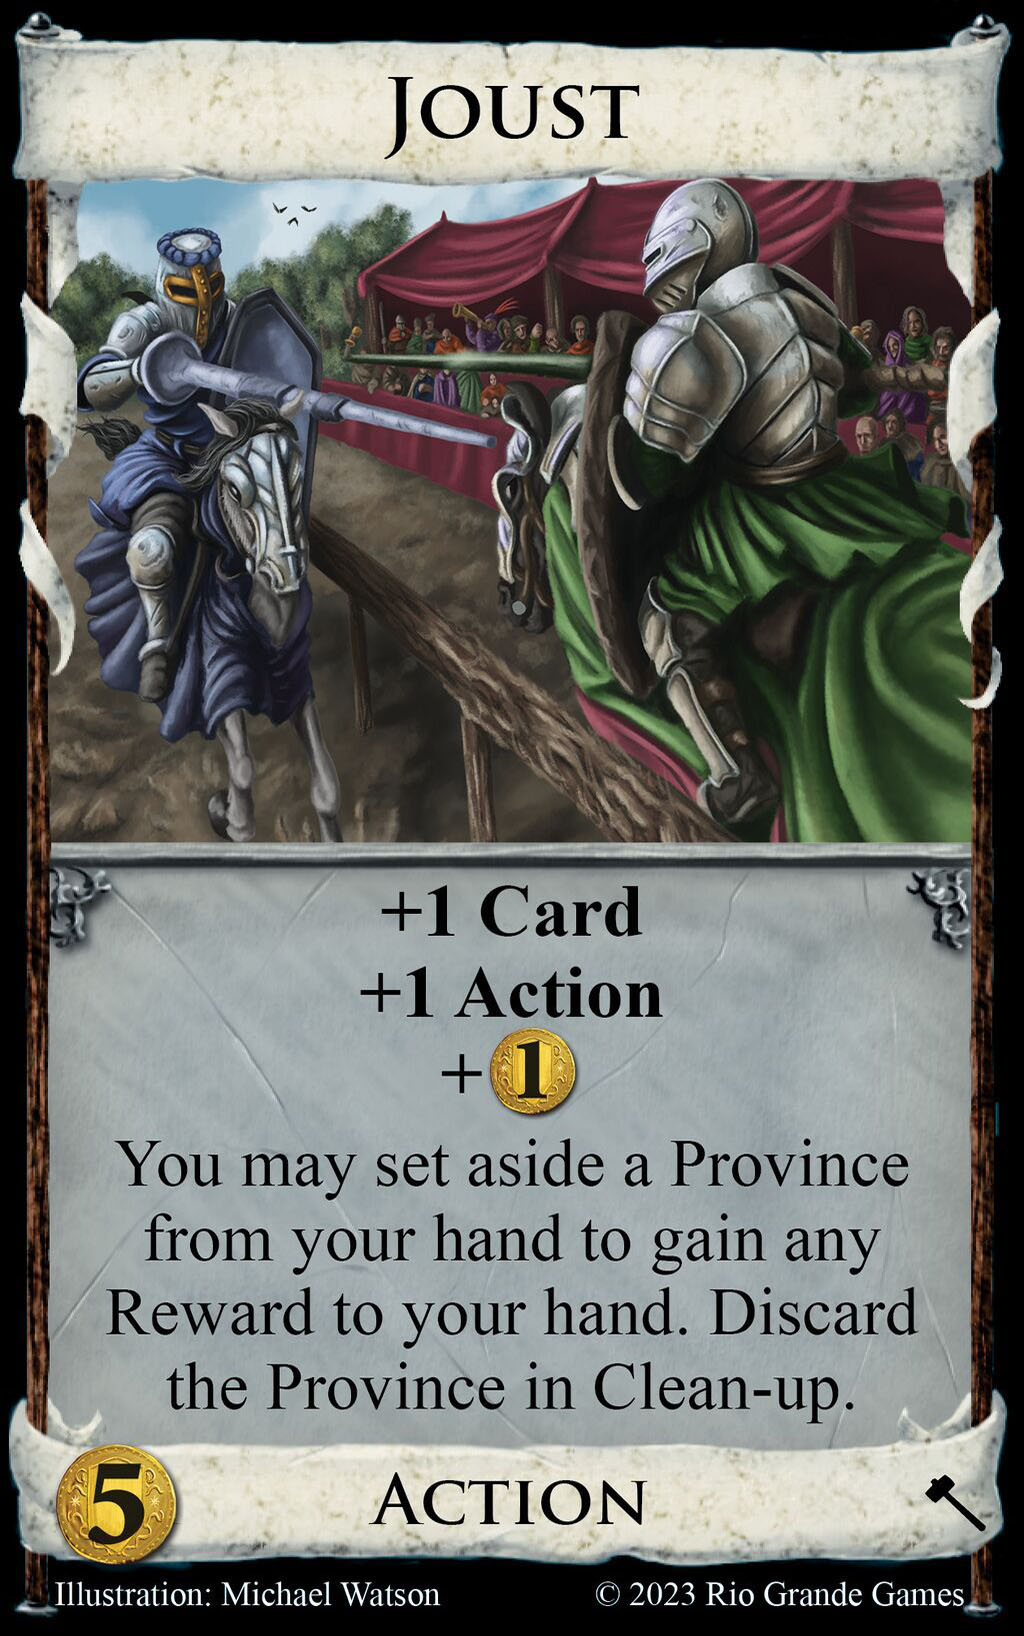 JOUST
+1 Card
+1 Action
+1
You may set aside a Province
from your hand to gain any
Reward to your hand. Discard
the Province in Clean-up.
5
ACTION
Illustration: Michael Watson
© 2023 Rio Grande Games